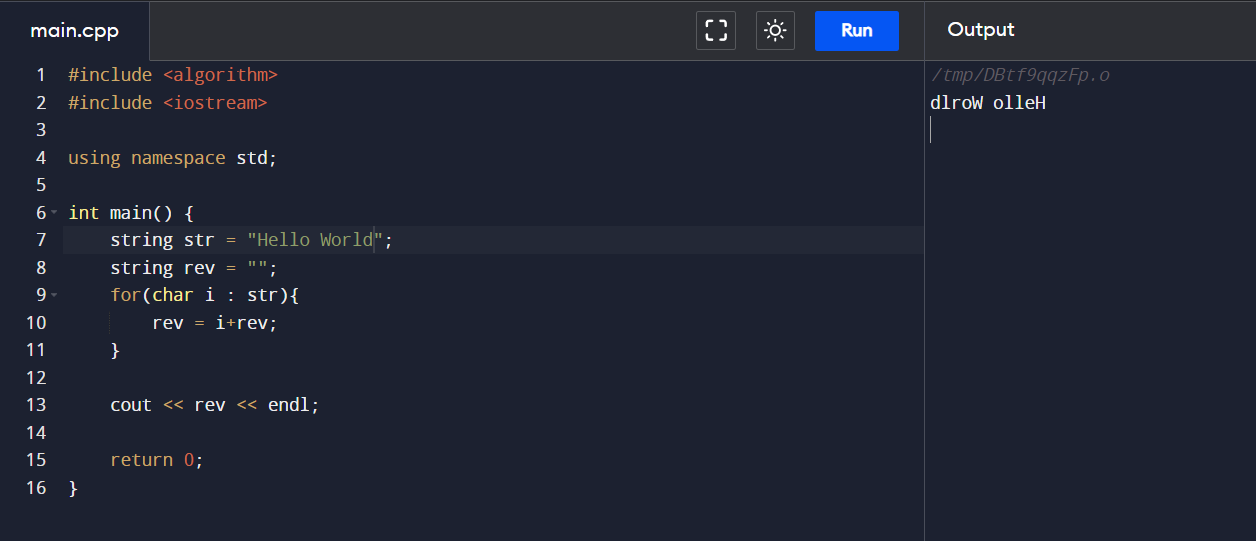 main.cpp
Run
Output
1 #include <algorithm>
2 #include <iostream>
3
4 using namespace std;
5
6 int main() {
7     string str = "Hello World";
8     string rev = "";
9     for(char i : str){
10         rev = i+rev;
11     }
12
13     cout << rev << endl;
14
15     return 0;
16 }
/tmp/DBtf9qqzFp.o
dlroW olleH